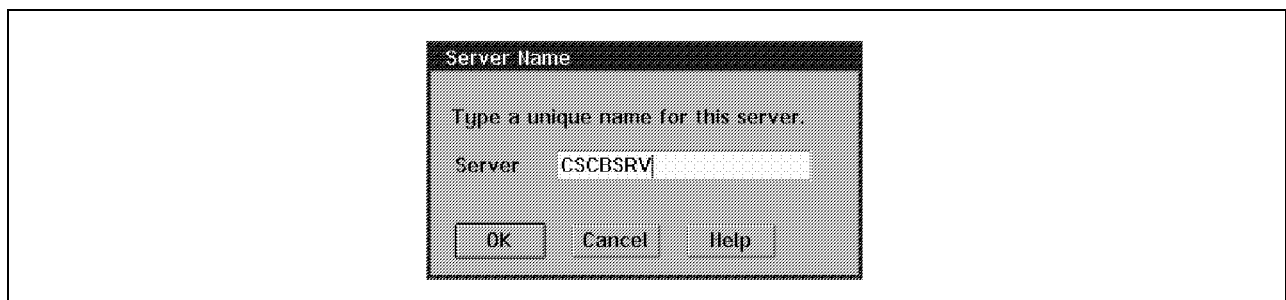 Server Name
Type a unique name for this server.
Server CSCBSRV
OK Cancel Help